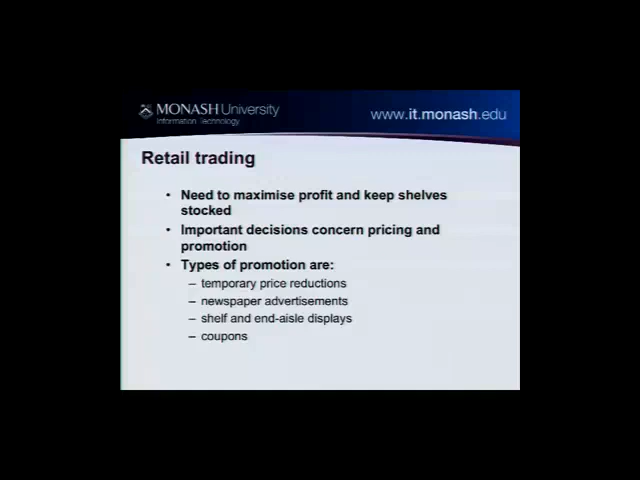 MONASH University
Information Technology
www.it.monash.edu
Retail trading
• Need to maximise profit and keep shelves
stocked
• Important decisions concern pricing and
promotion
• Types of promotion are:
– temporary price reductions
– newspaper advertisements
– shelf and end-aisle displays
– coupons